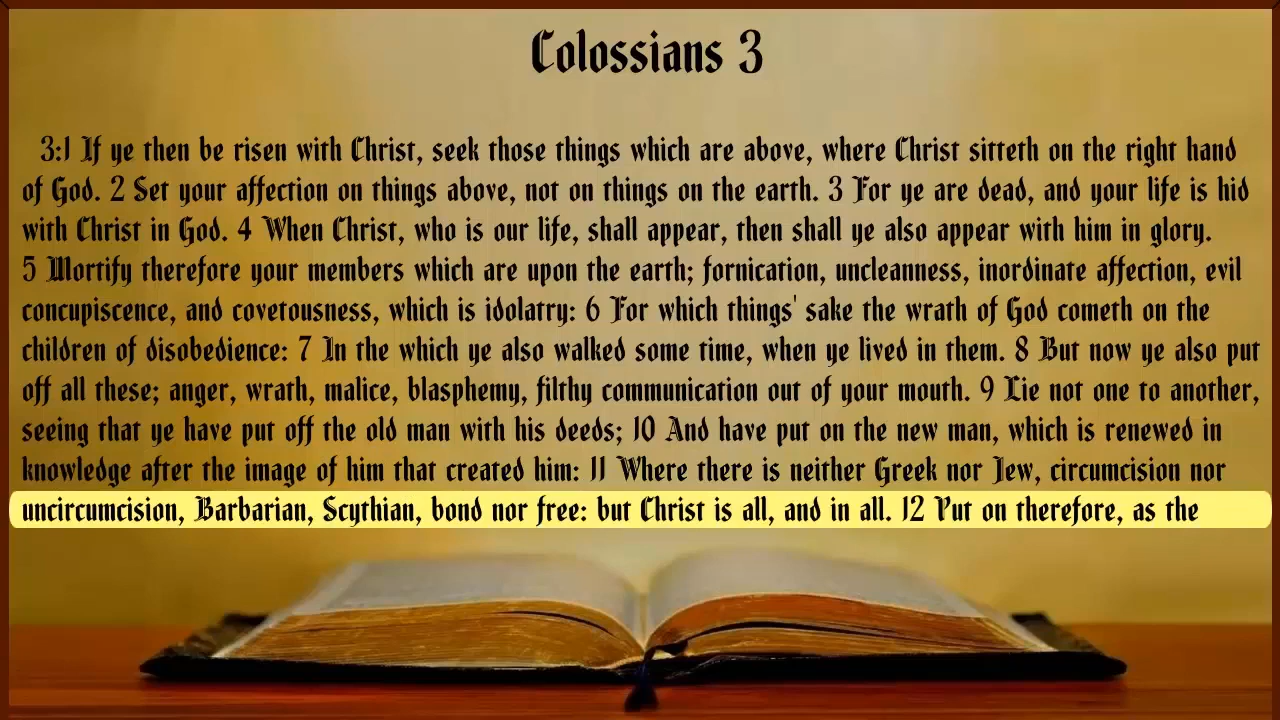 Colossians 3
3:1 If ye then be risen with Christ, seek those things which are above, where Christ sitteth on the right hand
of God. 2 Set your affection on things above, not on things on the earth. 3 For ye are dead, and your life is hid
with Christ in God. 4 When Christ, who is our life, shall appear, then shall ye also appear with him in glory.
5 Mortify therefore your members which are upon the earth; fornication, uncleanness, inordinate affection, evil
concupiscence, and covetousness, which is idolatry: 6 For which things' sake the wrath of God cometh on the
children of disobedience: 7 In the which ye also walked some time, when ye lived in them. 8 But now ye also put
off all these; anger, wrath, malice, blasphemy, filthy communication out of your mouth. 9 Lie not one to another,
seeing that ye have put off the old man with his deeds; 10 And have put on the new man, which is renewed in
knowledge after the image of him that created him: 11 Where there is neither Greek nor Jew, circumcision nor
uncircumcision, Barbarian, Scythian, bond nor free: but Christ is all, and in all. 12 Put on therefore, as the